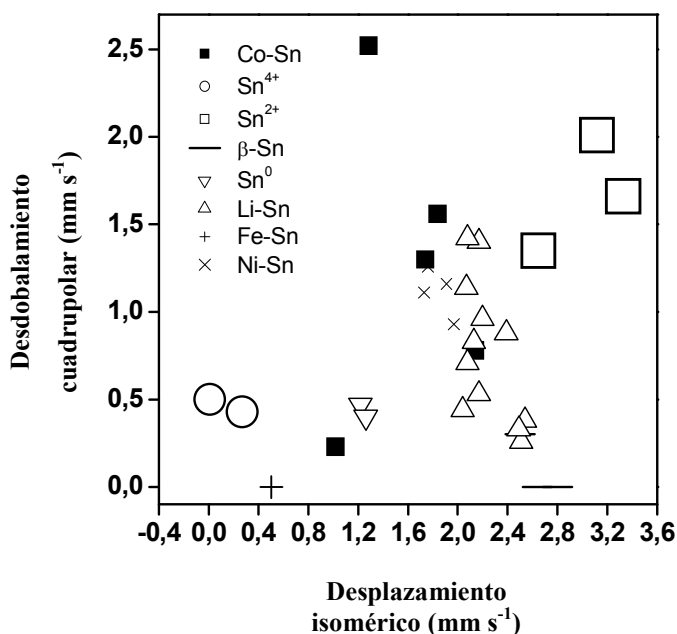 Desdobalamiento
cuadrupolar (mm s⁻¹)
2,5
2,0
1,5
1,0
0,5
0,0
Co-Sn
Sn⁴⁺
Sn²⁺
β-Sn
Sn⁰
Li-Sn
Fe-Sn
Ni-Sn
-0,4 0,0 0,4 0,8 1,2 1,6 2,0 2,4 2,8 3,2 3,6
Desplazamiento
isomérico (mm s⁻¹)